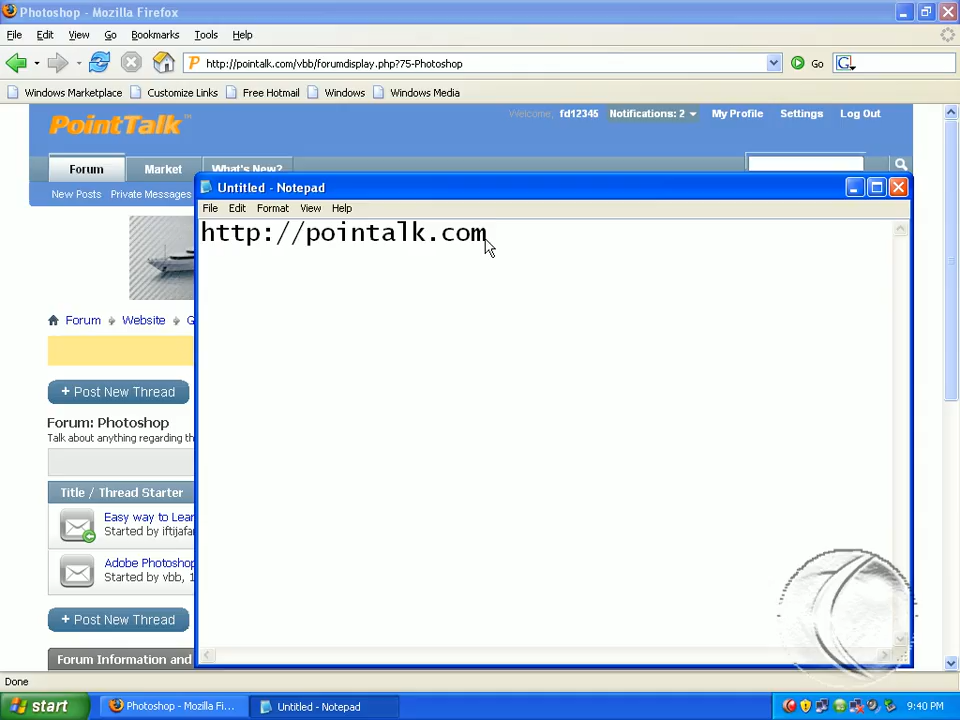 Photoshop - Mozilla Firefox
File Edit View Go Bookmarks Tools Help
http://pointalk.com/vbb/forumdisplay.php?75-Photoshop Go
Windows Marketplace Customize Links Free Hotmail Windows Windows Media
PointTalk™ Welcome, fd12345 Notifications: 2 My Profile Settings Log Out
Forum Market What's New?
New Posts Private Messages
Untitled - Notepad
File Edit Format View Help
http://pointalk.com
Forum Website G
+ Post New Thread
Forum: Photoshop
Talk about anything regarding th
Title / Thread Starter
Easy way to Lear
Started by iftijafa
Adobe Photoshop
Started by vbb, 1
+ Post New Thread
Forum Information and
Done
start Photoshop - Mozilla Fi... Untitled - Notepad 9:40 PM